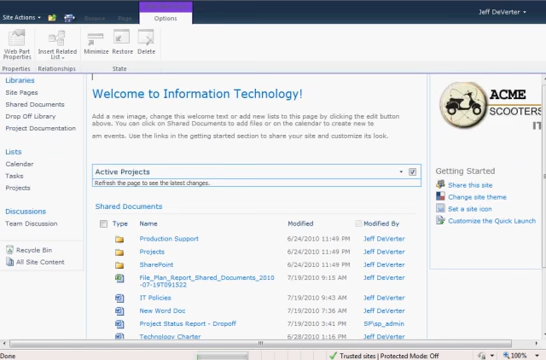 Site Actions
Browse
Page
Options
Jeff DeVerter
Web Part
Properties
Insert Related
List
Minimize
Restore
Delete
Properties
Relationships
State
Libraries
Site Pages
Shared Documents
Drop Off Library
Project Documentation
Lists
Calendar
Tasks
Projects
Discussions
Team Discussion
Recycle Bin
All Site Content
Welcome to Information Technology!
Add a new image, change this welcome text or add new lists to this page by clicking the edit button
above. You can click on Shared Documents to add files or on the calendar to create new te
am events. Use the links in the getting started section to share your site and customize its look.
Active Projects
Refresh the page to see the latest changes.
Shared Documents
Type Name Modified Modified By
Production Support 6/24/2010 11:49 PM Jeff DeVerter
Projects 6/24/2010 11:49 PM Jeff DeVerter
SharePoint 6/24/2010 11:49 PM Jeff DeVerter
File_Plan_Report_Shared_Documents_2010 7/19/2010 9:15 AM Jeff DeVerter
-07-19T091522
IT Policies 7/19/2010 9:43 AM Jeff DeVerter
New Word Doc 7/19/2010 7:36 AM Jeff DeVerter
Project Status Report - Dropoff 7/19/2010 9:44 AM
Technology Charter 7/19/2010 11:28 AM Jeff DeVerter
ACME
SCOOTERS
IT
Getting Started
Share this site
Change site theme
Set a site icon
Customize the Quick Launch
Done
Trusted sites | Protected Mode: Off
100%